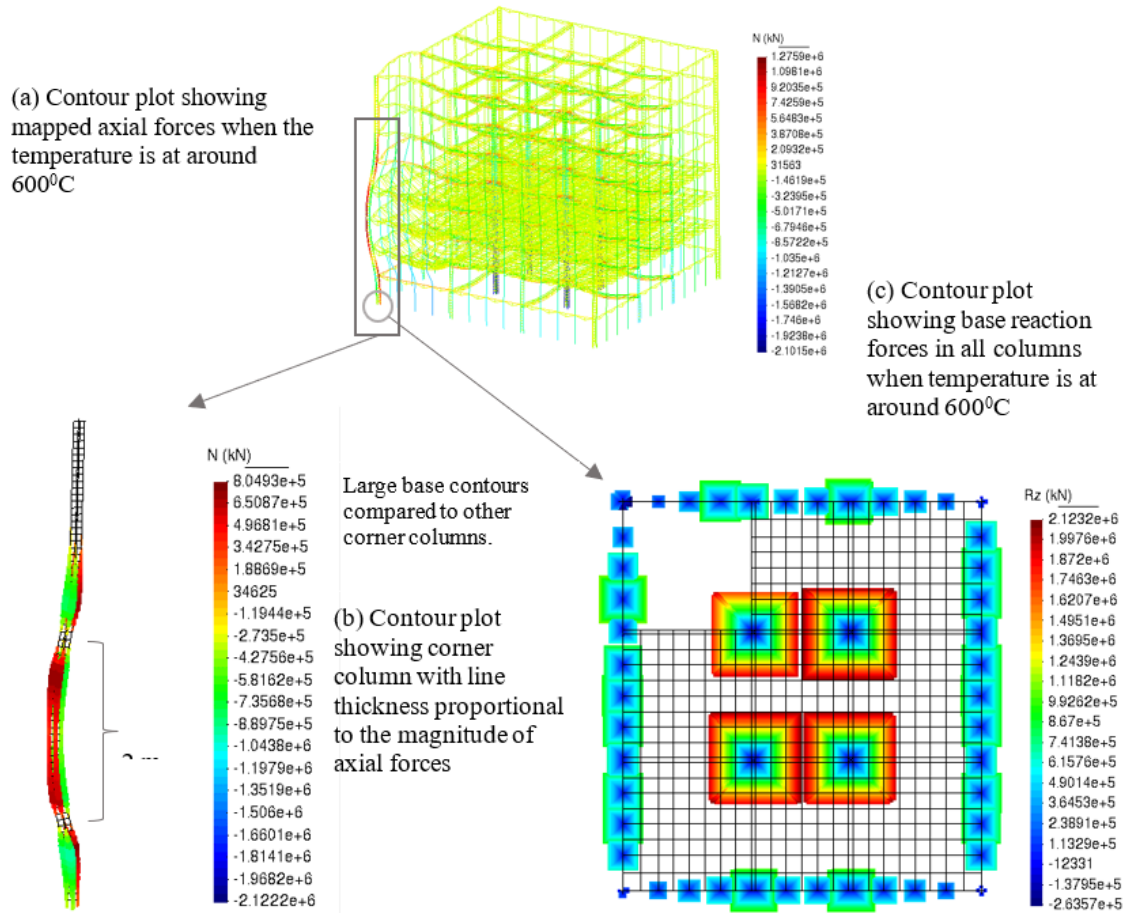 (a) Contour plot showing
mapped axial forces when the
temperature is at around
600⁰C
N (kN)
1.2759e+6
1.0981e+6
9.2035e+5
7.4259e+5
5.6483e+5
3.8708e+5
2.0932e+5
31563
-1.4619e+5
-3.2395e+5
-5.0171e+5
-6.7946e+5
-8.5722e+5
-1.035e+6
-1.2127e+6
-1.3905e+6
-1.5682e+6
-1.746e+6
-1.9238e+6
-2.1015e+6
(c) Contour plot
showing base reaction
forces in all columns
when temperature is at
around 600⁰C
N (kN)
8.0493e+5
6.5087e+5
4.9681e+5
3.4275e+5
1.8869e+5
34625
-1.1944e+5
-2.735e+5
-4.2756e+5
-5.8162e+5
-7.3568e+5
-8.8975e+5
-1.0438e+6
-1.1979e+6
-1.3519e+6
-1.506e+6
-1.6601e+6
-1.8141e+6
-1.9682e+6
-2.1222e+6
Large base contours
compared to other
corner columns.
(b) Contour plot
showing corner
column with line
thickness proportional
to the magnitude of
axial forces
Rz (kN)
2.1232e+6
1.9976e+6
1.872e+6
1.7463e+6
1.6207e+6
1.4951e+6
1.3695e+6
1.2439e+6
1.1182e+6
9.9262e+5
8.67e+5
7.4138e+5
6.1576e+5
4.9014e+5
3.6453e+5
2.3891e+5
1.1329e+5
-12331
-1.3795e+5
-2.6357e+5